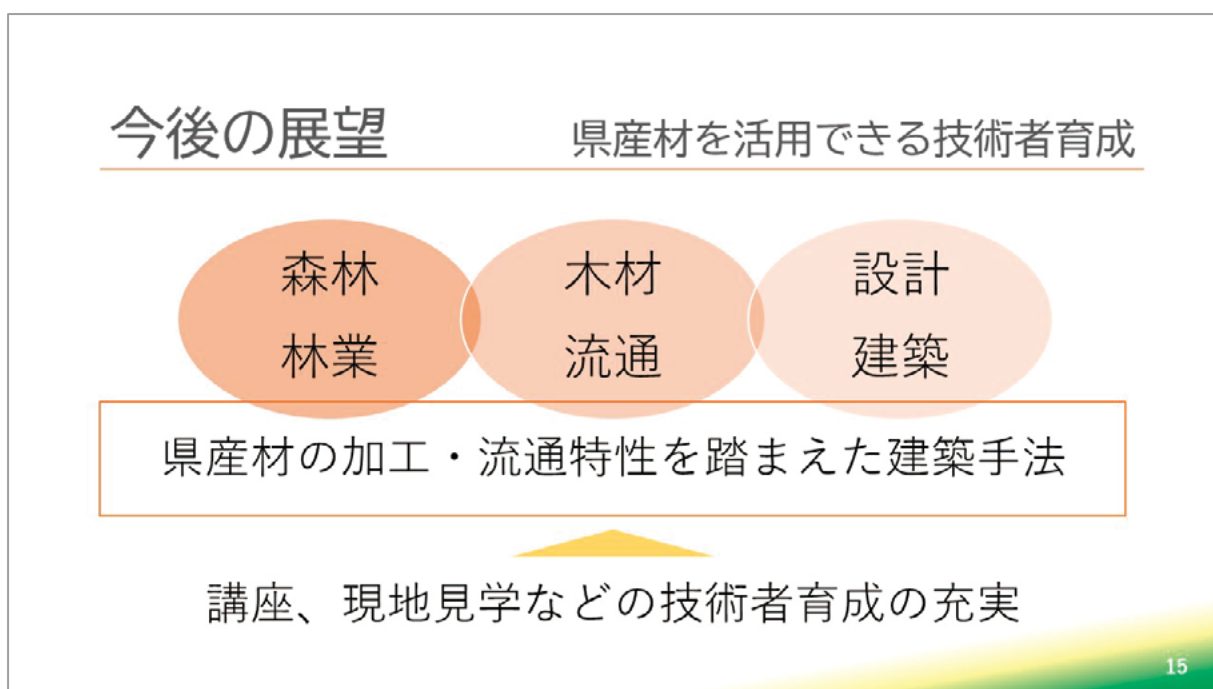 今後の展望
県産材を活用できる技術者育成
森林
林業
木材
流通
設計
建築
県産材の加工・流通特性を踏まえた建築手法
講座、現地見学などの技術者育成の充実
15